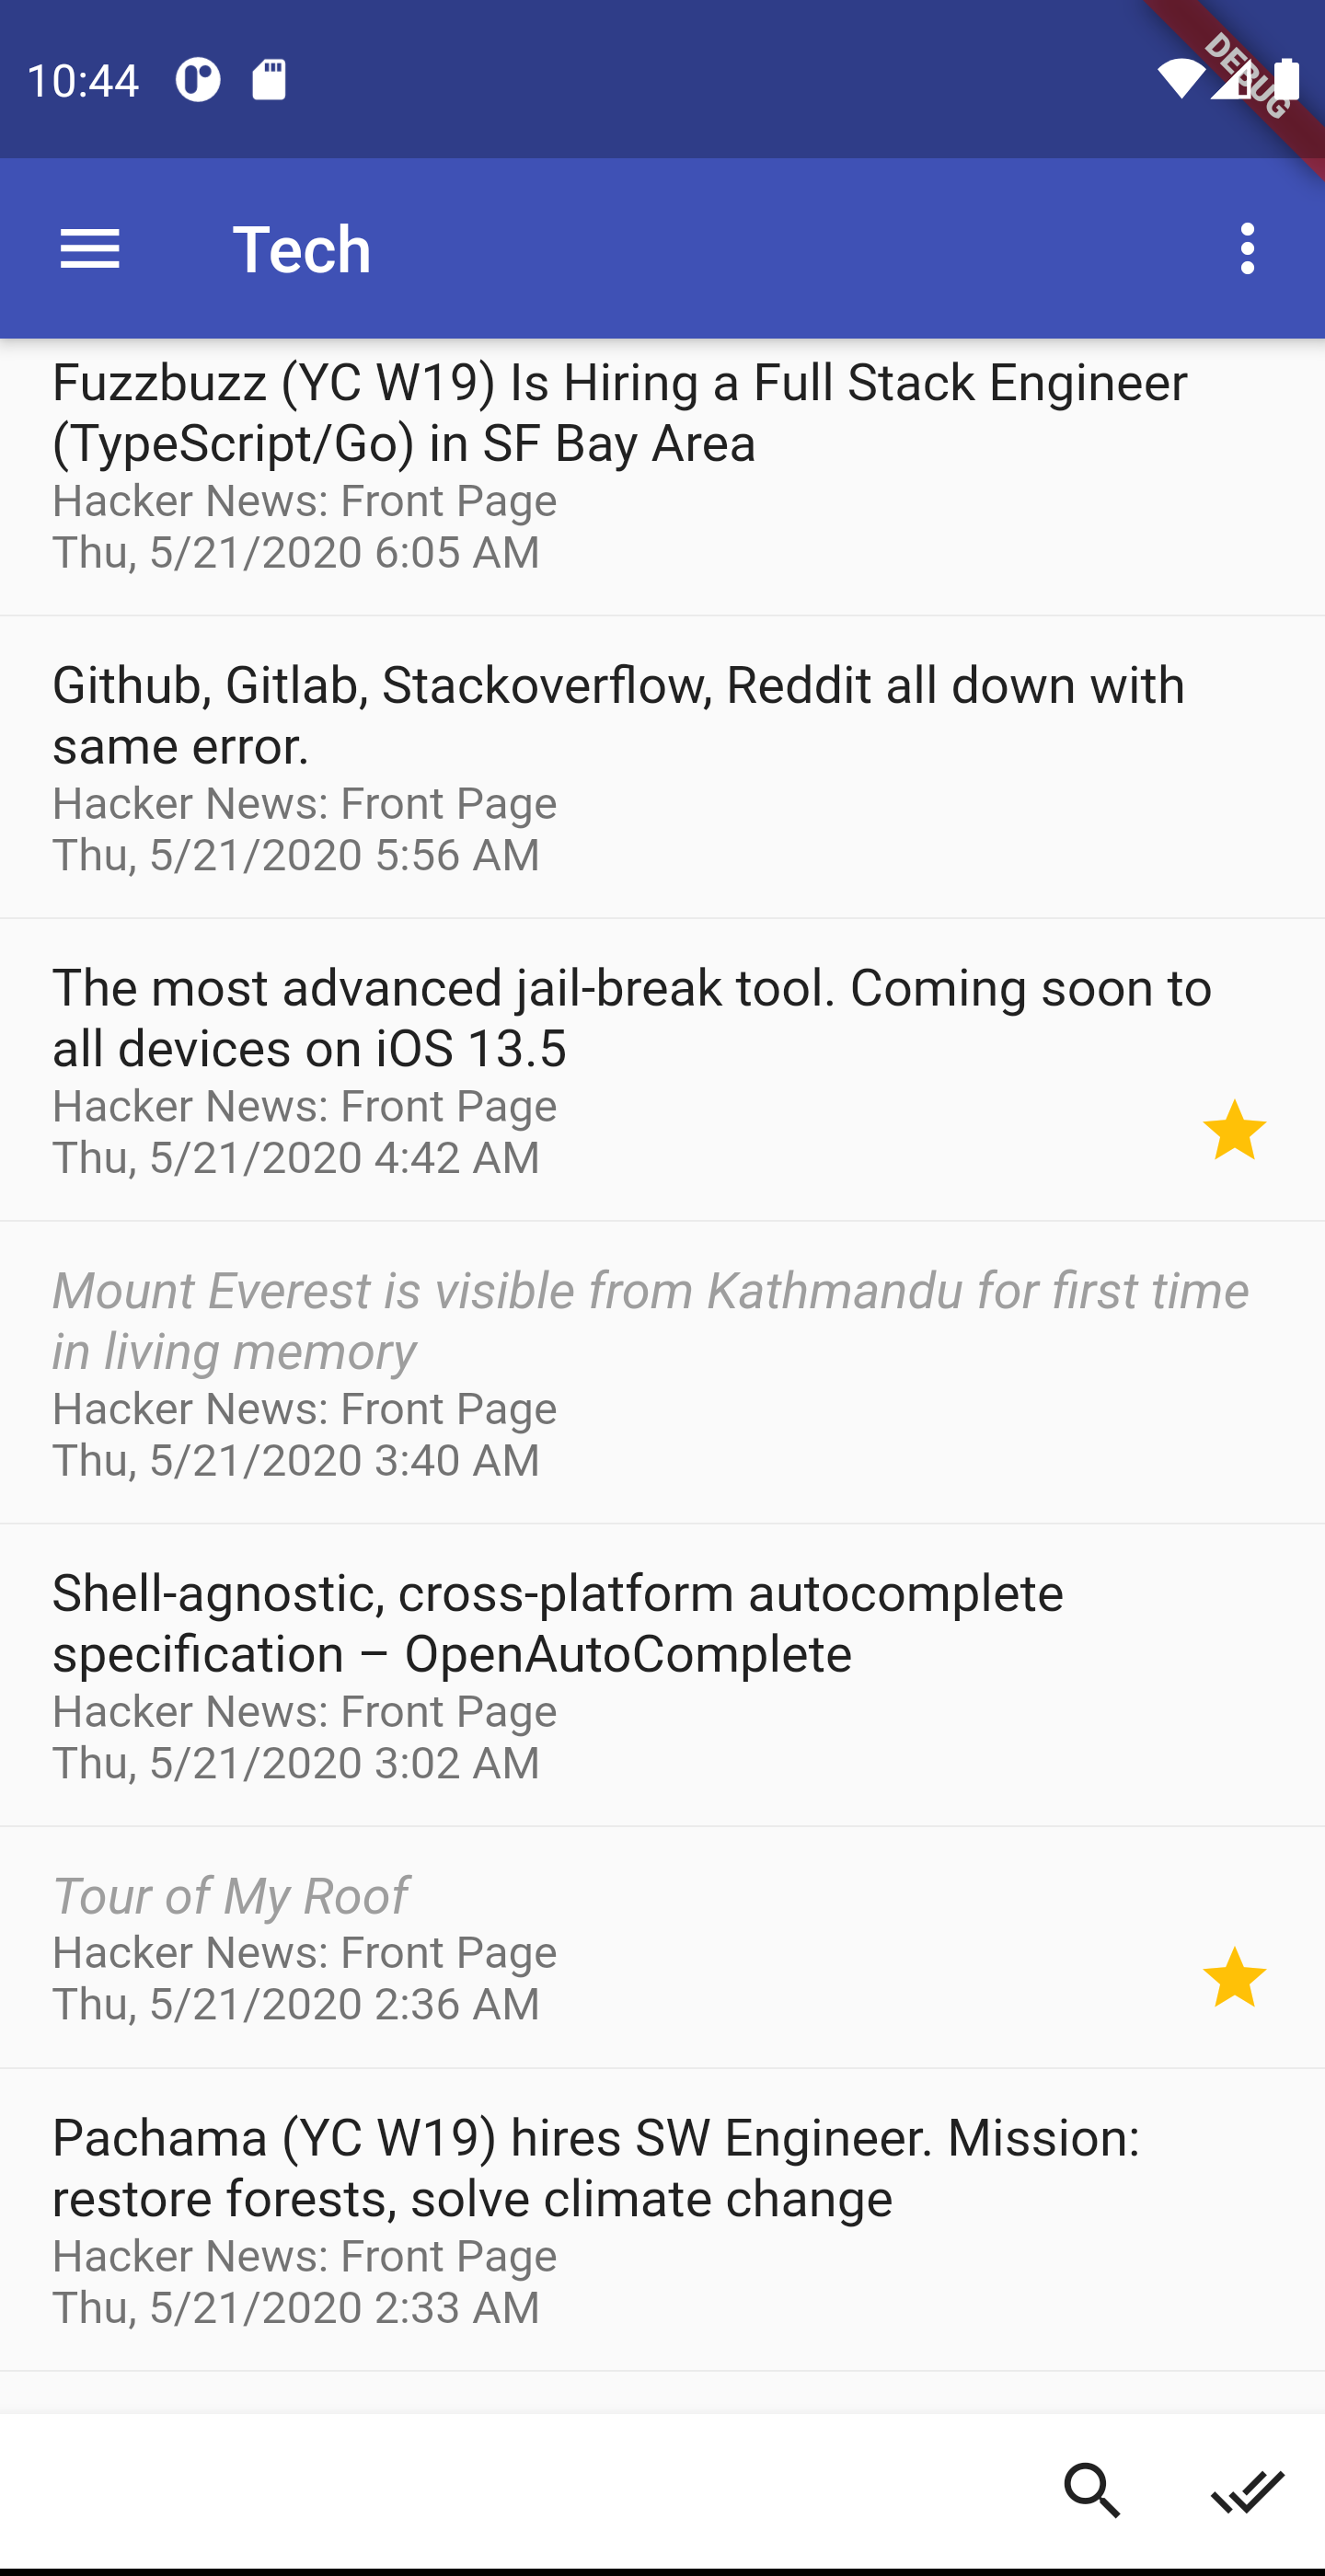 10:44
DEBUG
Tech
Fuzzbuzz (YC W19) Is Hiring a Full Stack Engineer
(TypeScript/Go) in SF Bay Area
Hacker News: Front Page
Thu, 5/21/2020 6:05 AM
Github, Gitlab, Stackoverflow, Reddit all down with
same error.
Hacker News: Front Page
Thu, 5/21/2020 5:56 AM
The most advanced jail-break tool. Coming soon to
all devices on iOS 13.5
Hacker News: Front Page
Thu, 5/21/2020 4:42 AM
Mount Everest is visible from Kathmandu for first time
in living memory
Hacker News: Front Page
Thu, 5/21/2020 3:40 AM
Shell-agnostic, cross-platform autocomplete
specification – OpenAutoComplete
Hacker News: Front Page
Thu, 5/21/2020 3:02 AM
Tour of My Roof
Hacker News: Front Page
Thu, 5/21/2020 2:36 AM
Pachama (YC W19) hires SW Engineer. Mission:
restore forests, solve climate change
Hacker News: Front Page
Thu, 5/21/2020 2:33 AM